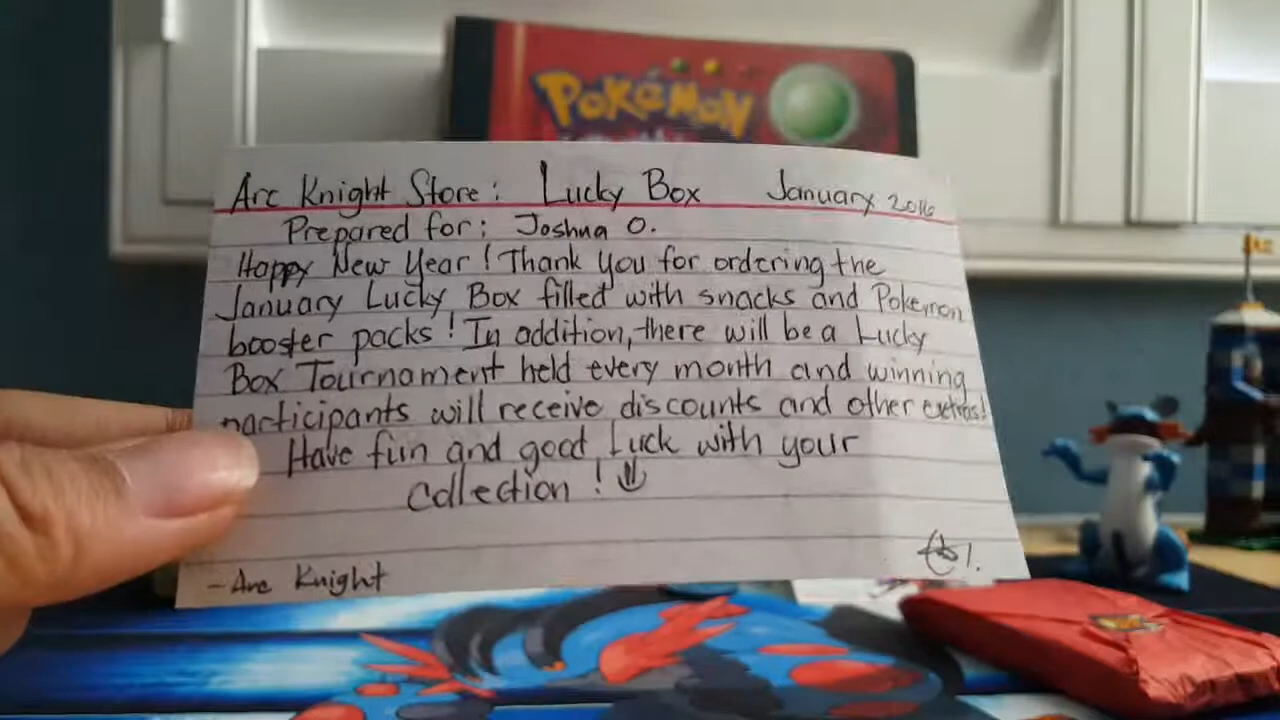 POKéMON
Arc Knight Store: Lucky Box January 2016
Prepared for: Joshua O.
Happy New Year! Thank you for ordering the
January Lucky Box filled with snacks and Pokemon
booster packs! In addition, there will be a Lucky
Box Tournament held every month and winning
participants will receive discounts and other extras!
Have fun and good Luck with your
collection!
-Arc Knight